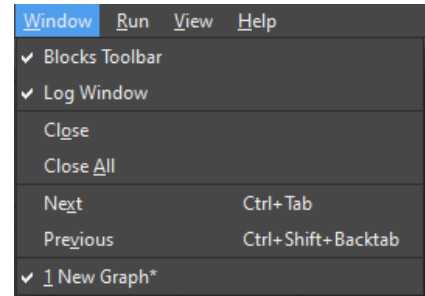 Window Run View Help
Blocks Toolbar
Log Window
Close
Close All
Next Ctrl+Tab
Previous Ctrl+Shift+Backtab
1 New Graph*